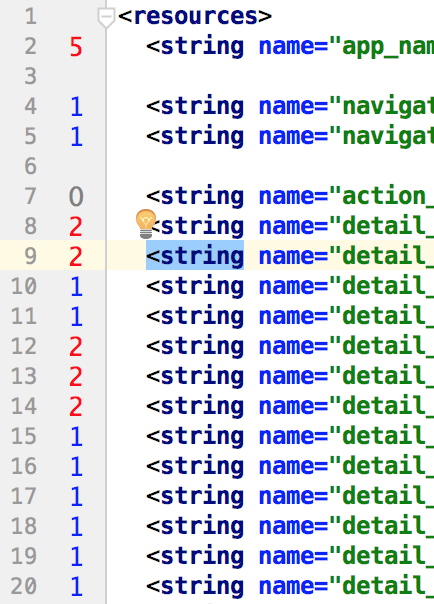 1 <resources>
2 5 <string name="app_nam
3
4 1 <string name="navigat
5 1 <string name="navigat
6
7 0 <string name="action_
8 2 <string name="detail_
9 2 <string name="detail_
10 1 <string name="detail_
11 1 <string name="detail_
12 2 <string name="detail_
13 2 <string name="detail_
14 2 <string name="detail_
15 1 <string name="detail_
16 1 <string name="detail_
17 1 <string name="detail_
18 1 <string name="detail_
19 1 <string name="detail_
20 1 <string name="detail_